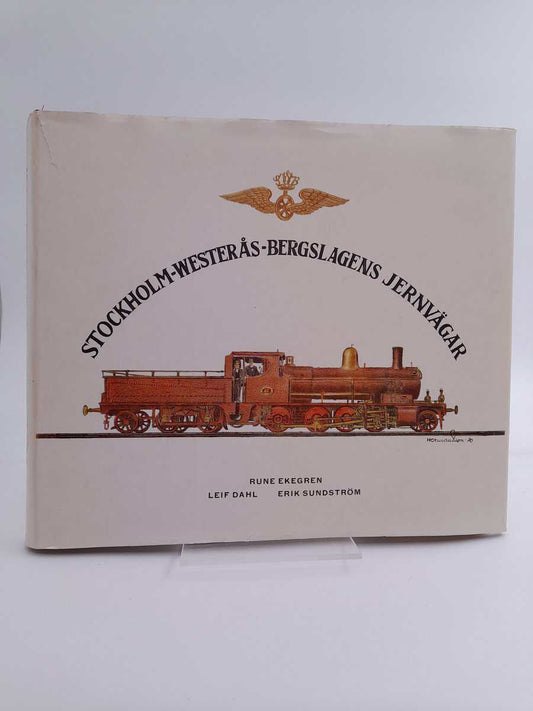 STOCKHOLM-WESTERÅS-BERGSLAGENS JERNVÄGAR
RUNE EKEGREN
LEIF DAHL ERIK SUNDSTRÖM